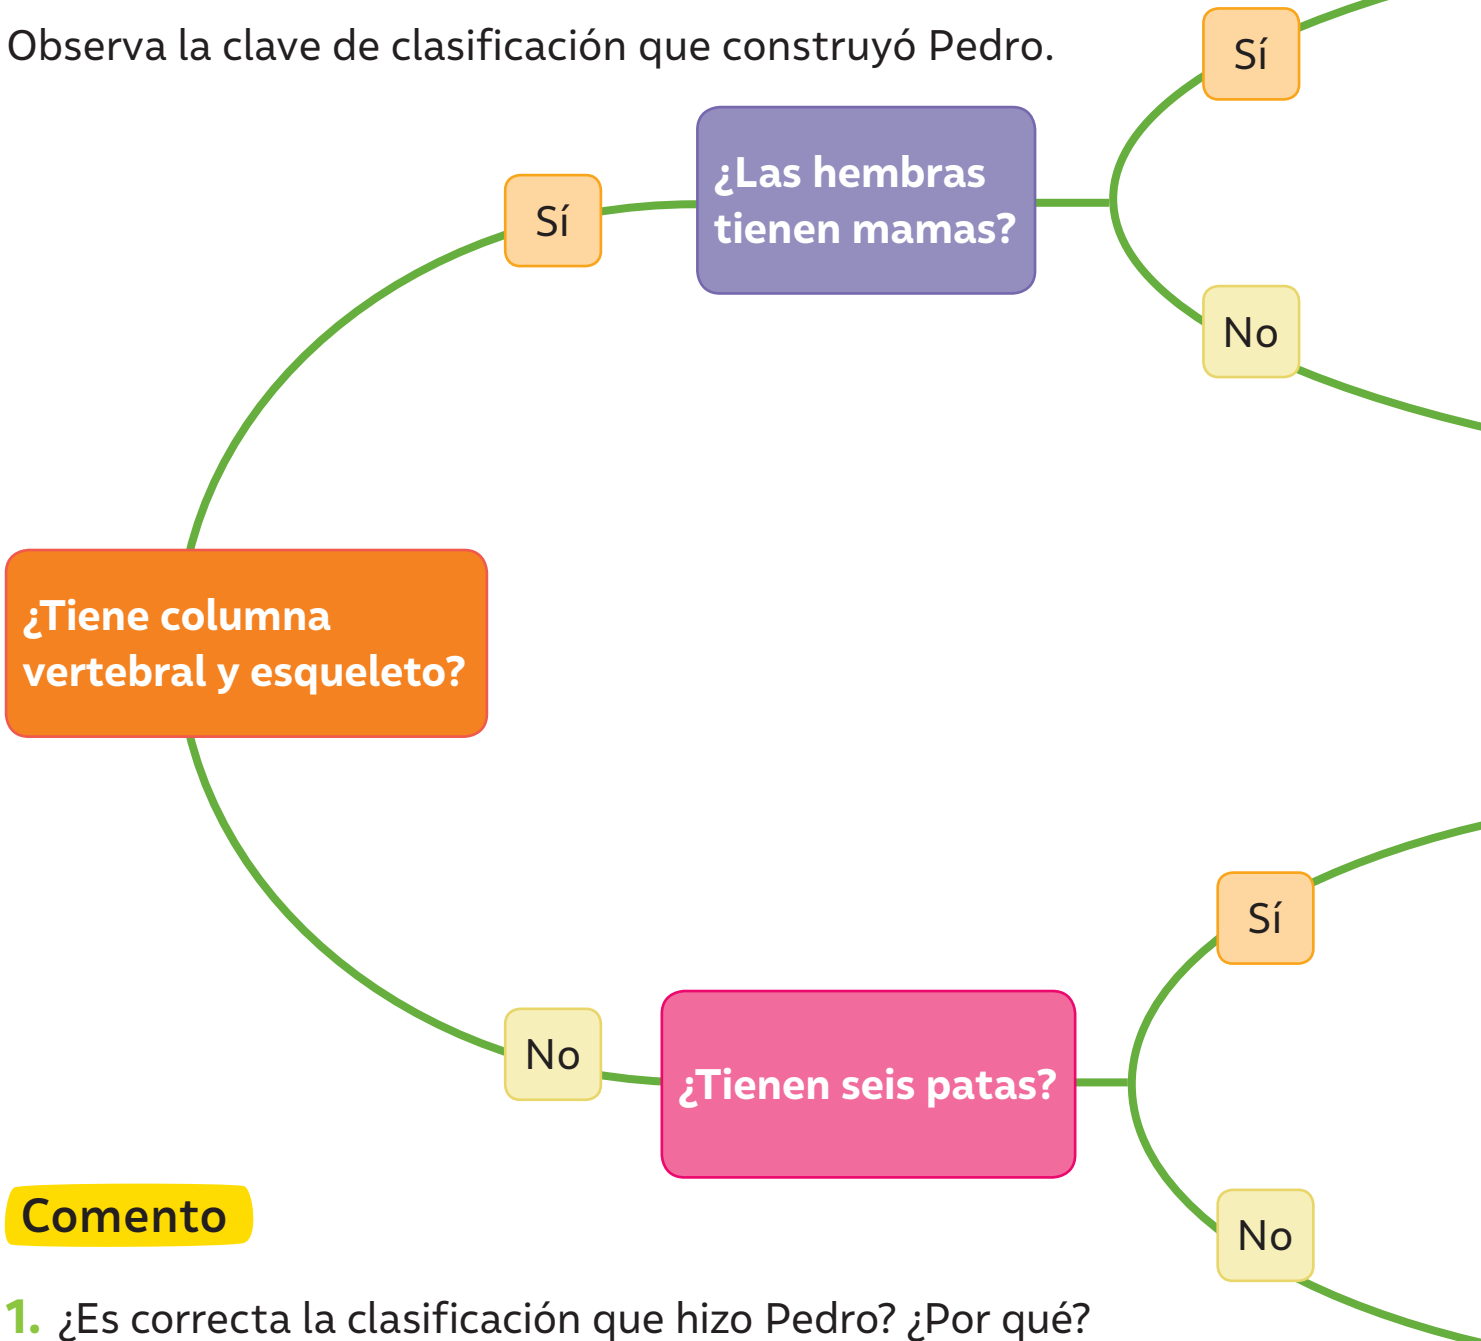 Observa la clave de clasificación que construyó Pedro.
Sí
¿Las hembras
tienen mamas?
Sí
No
¿Tiene columna
vertebral y esqueleto?
Sí
No
¿Tienen seis patas?
No
Comento
1. ¿Es correcta la clasificación que hizo Pedro? ¿Por qué?